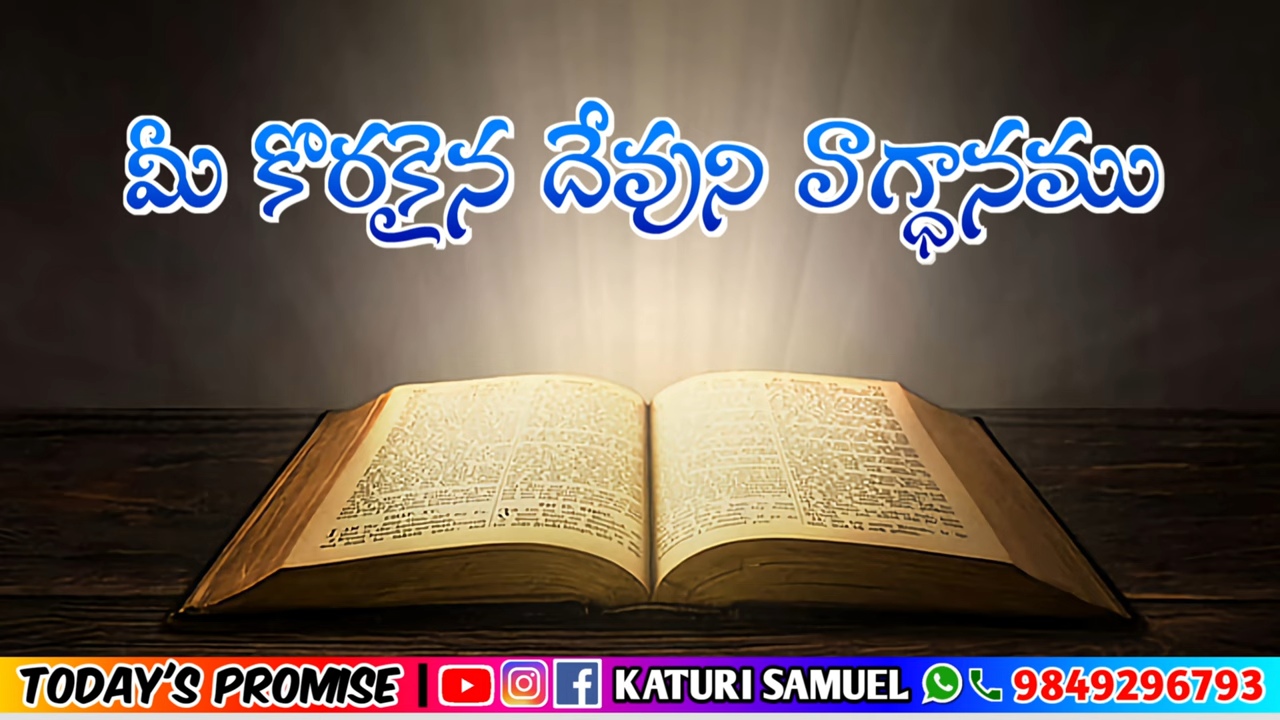 మీ కొరకైన దేవుని వాగ్ధానము
TODAY'S PROMISE | KATURI SAMUEL 9849296793